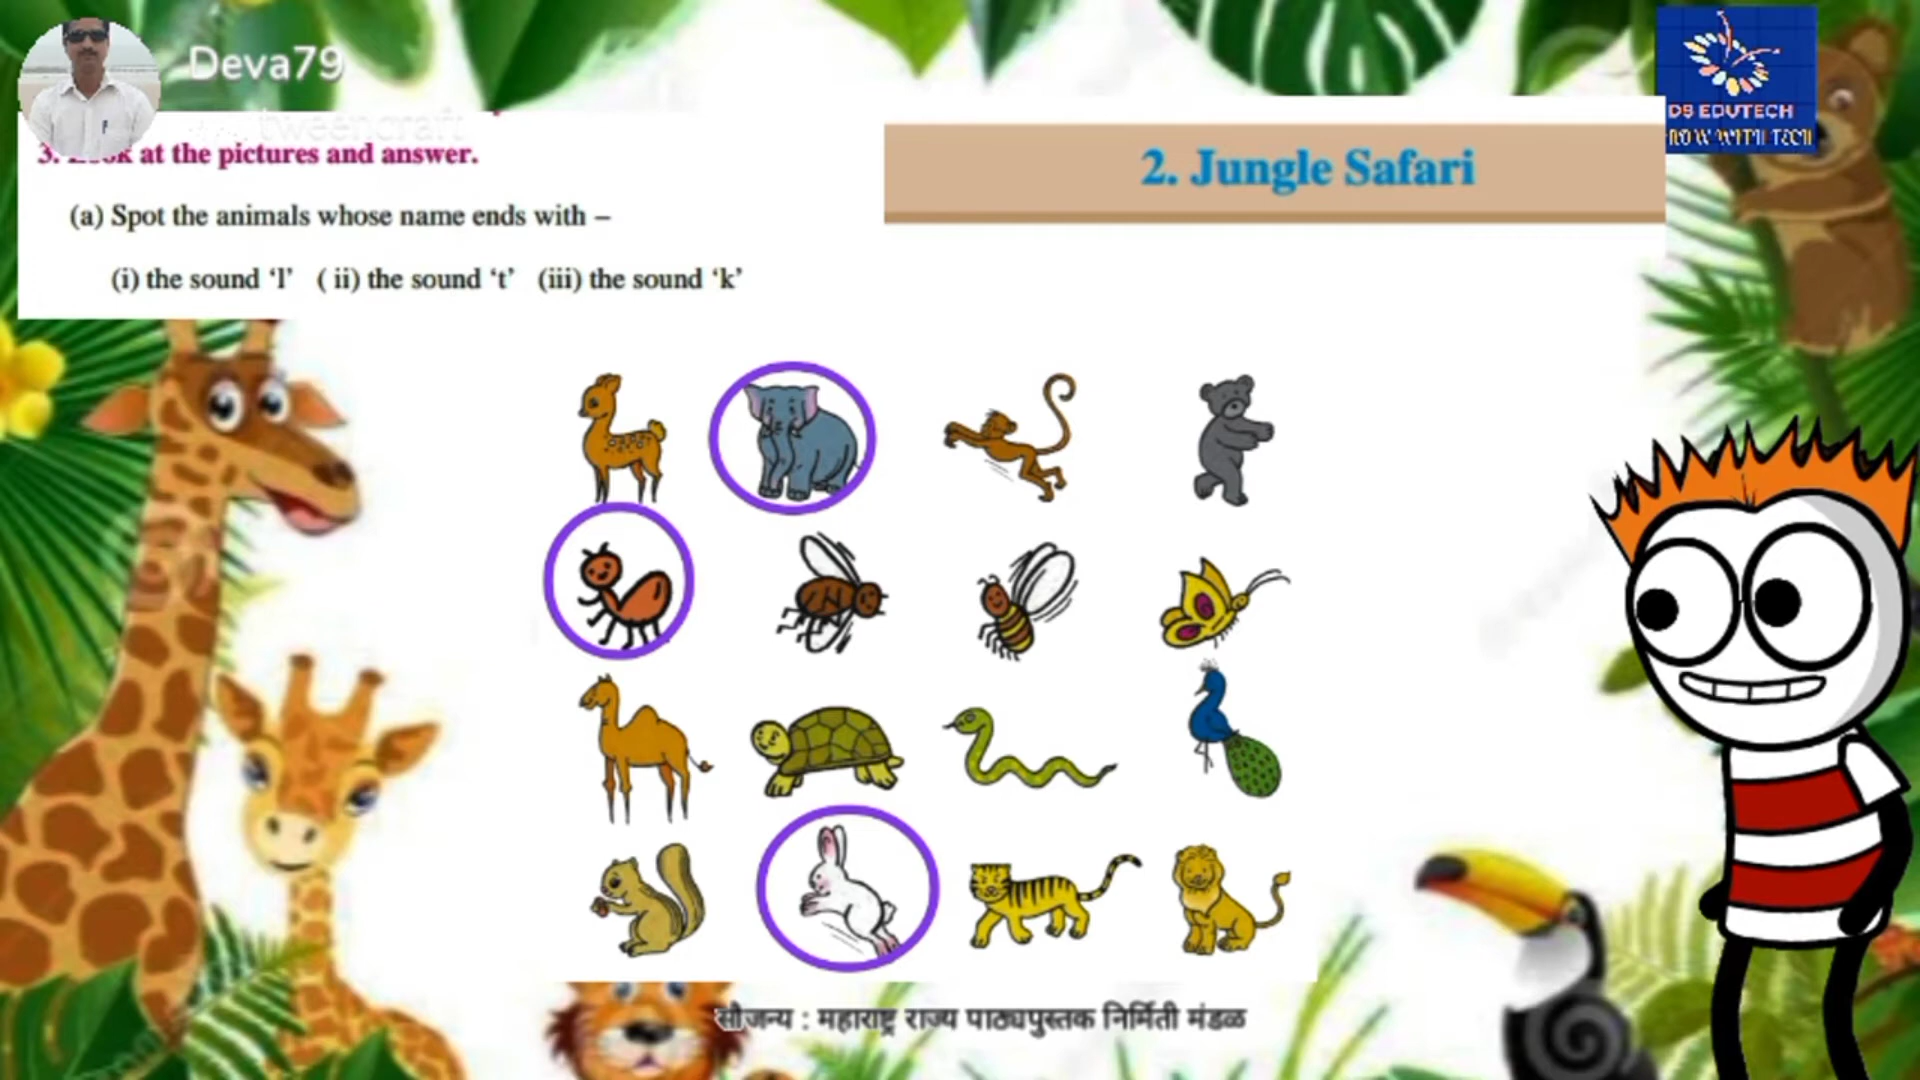 Deva79
tweencraft
at the pictures and answer.
(a) Spot the animals whose name ends with –
(i) the sound ‘l’ ( ii) the sound ‘t’ (iii) the sound ‘k’
2. Jungle Safari
DS EDUTECH
सौजन्य : महाराष्ट्र राज्य पाठ्यपुस्तक निर्मिती मंडळ